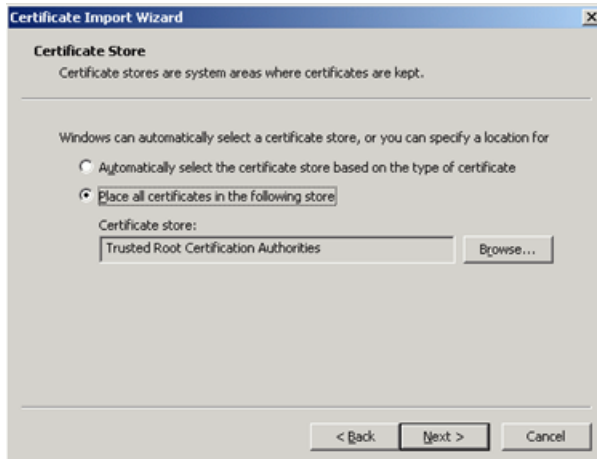 Certificate Import Wizard
Certificate Store
Certificate stores are system areas where certificates are kept.
Windows can automatically select a certificate store, or you can specify a location for
Automatically select the certificate store based on the type of certificate
Place all certificates in the following store
Certificate store:
Trusted Root Certification Authorities
Browse...
< Back
Next >
Cancel